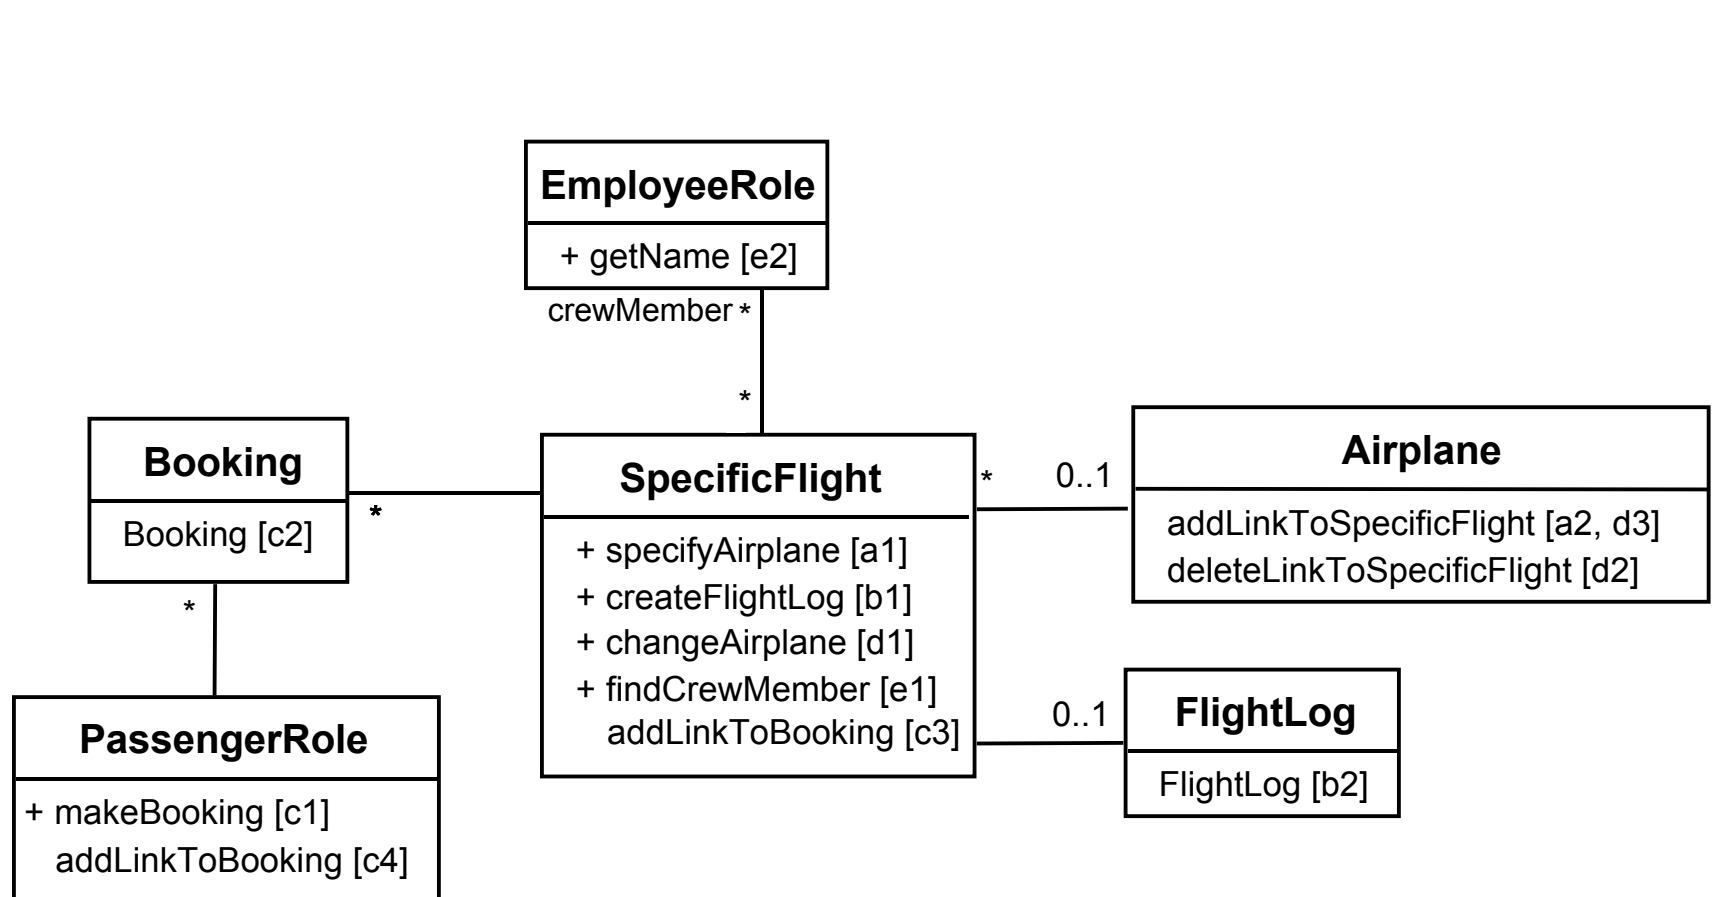 EmployeeRole
+ getName [e2]
crewMember *
*
Booking
Booking [c2]
*
*
SpecificFlight
+ specifyAirplane [a1]
+ createFlightLog [b1]
+ changeAirplane [d1]
+ findCrewMember [e1]
addLinkToBooking [c3]
* 0..1
Airplane
addLinkToSpecificFlight [a2, d3]
deleteLinkToSpecificFlight [d2]
0..1
FlightLog
FlightLog [b2]
PassengerRole
+ makeBooking [c1]
addLinkToBooking [c4]